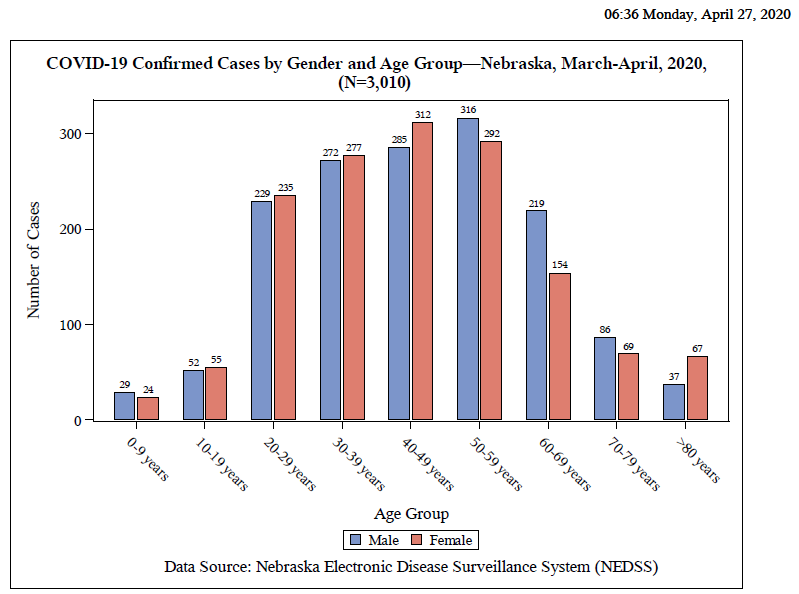 06:36 Monday, April 27, 2020
COVID-19 Confirmed Cases by Gender and Age Group—Nebraska, March-April, 2020,
(N=3,010)
Number of Cases
300
200
100
0
29 24
52 55
229 235
272 277
285 312
316 292
219 154
86 69
37 67
0-9 years
10-19 years
20-29 years
30-39 years
40-49 years
50-59 years
60-69 years
70-79 years
>80 years
Age Group
Male Female
Data Source: Nebraska Electronic Disease Surveillance System (NEDSS)